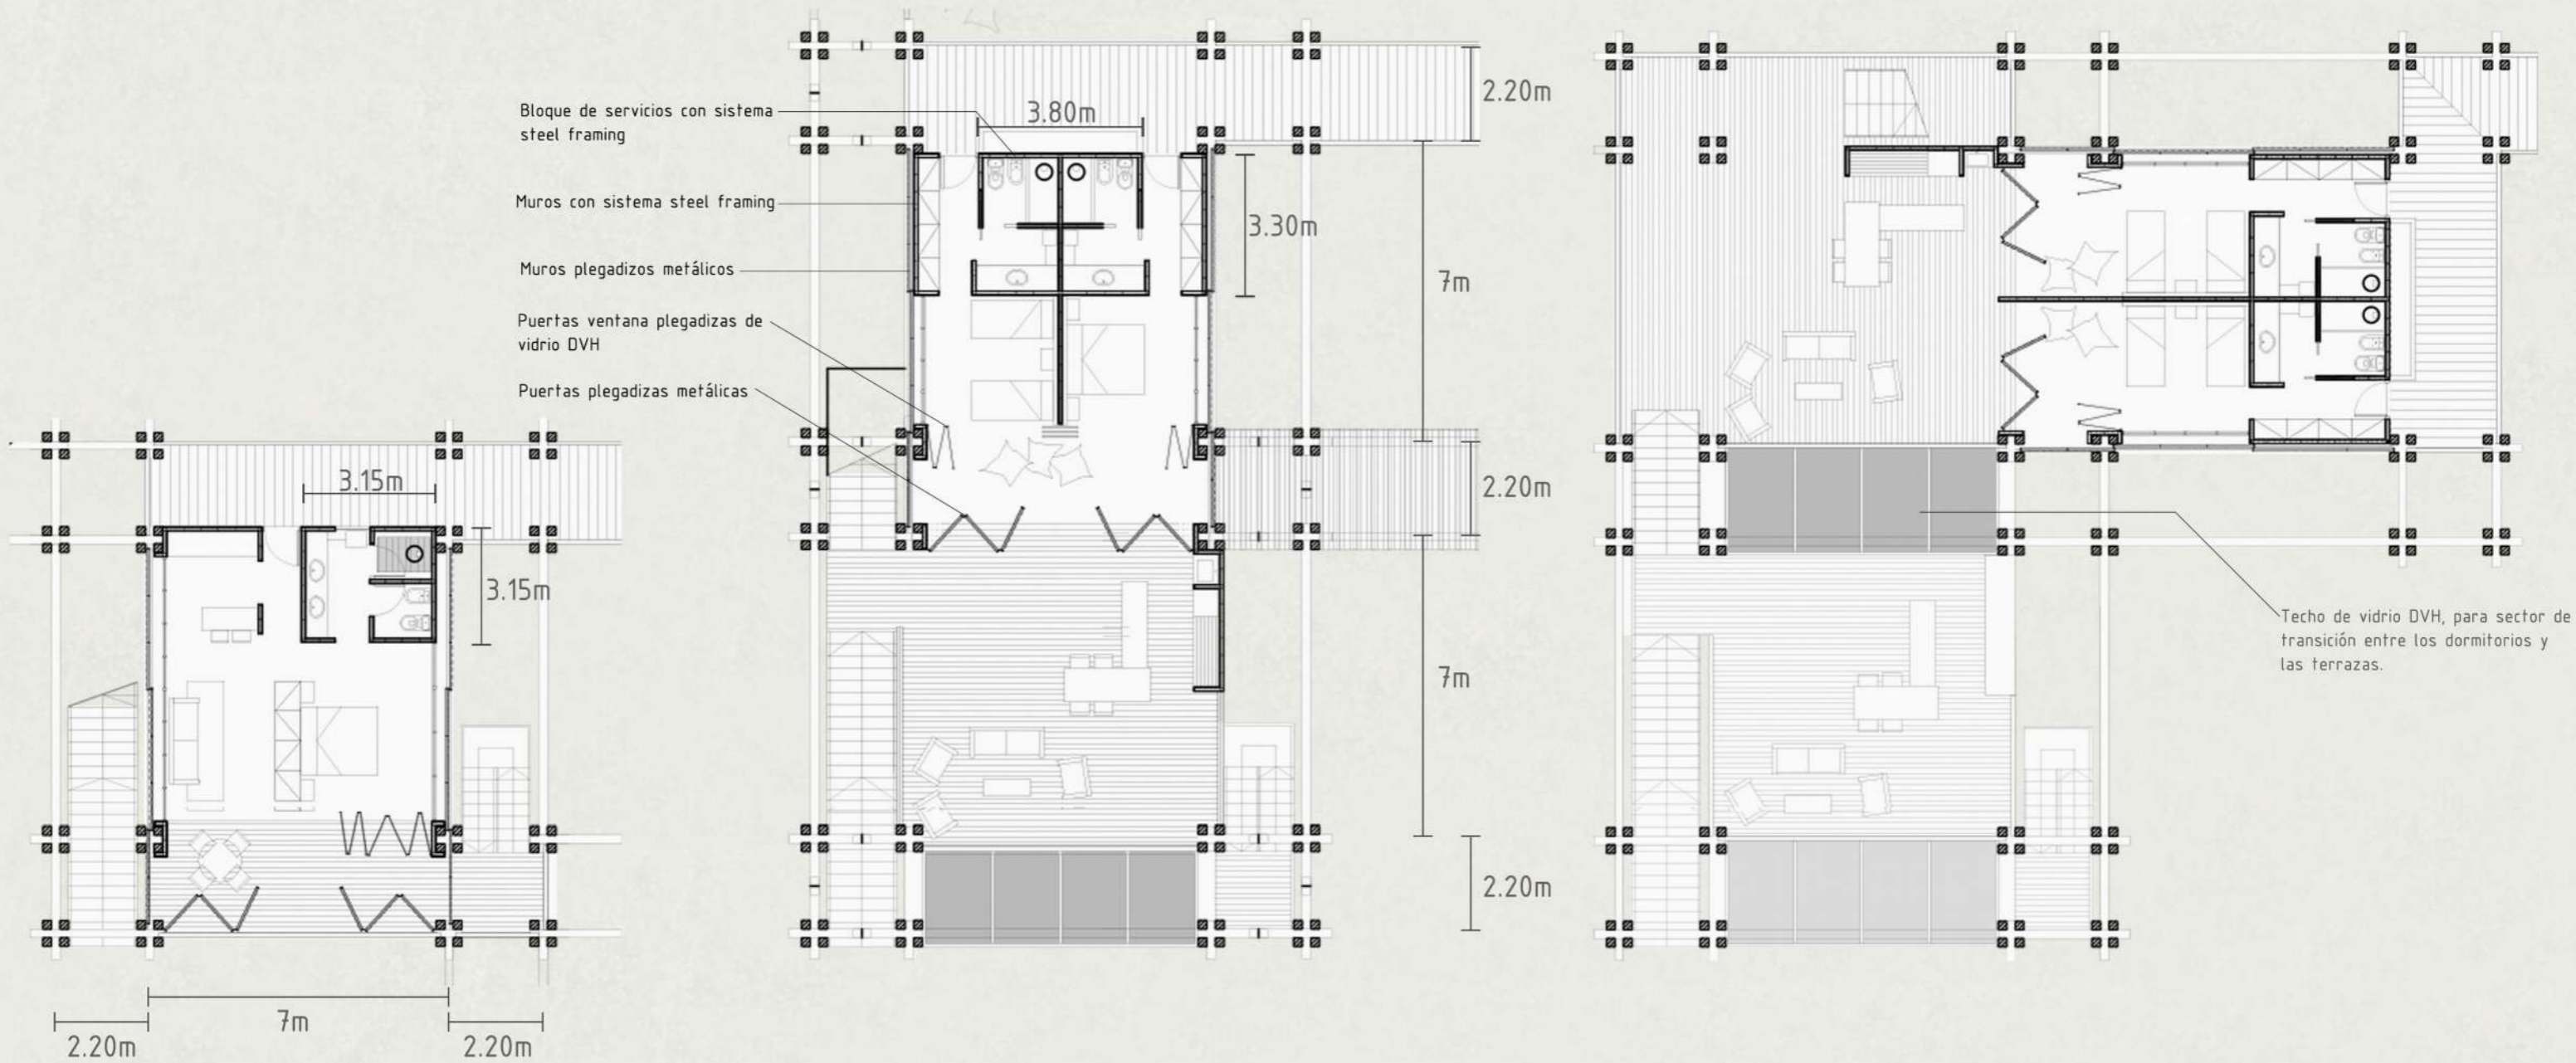 Bloque de servicios con sistema
steel framing
Muros con sistema steel framing
Muros plegadizos metálicos
Puertas ventana plegadizas de
vidrio DVH
Puertas plegadizas metálicas
3.15m
3.15m
7m
2.20m
2.20m
3.80m
3.30m
2.20m
7m
2.20m
7m
2.20m
Techo de vidrio DVH, para sector de
transición entre los dormitorios y
las terrazas.